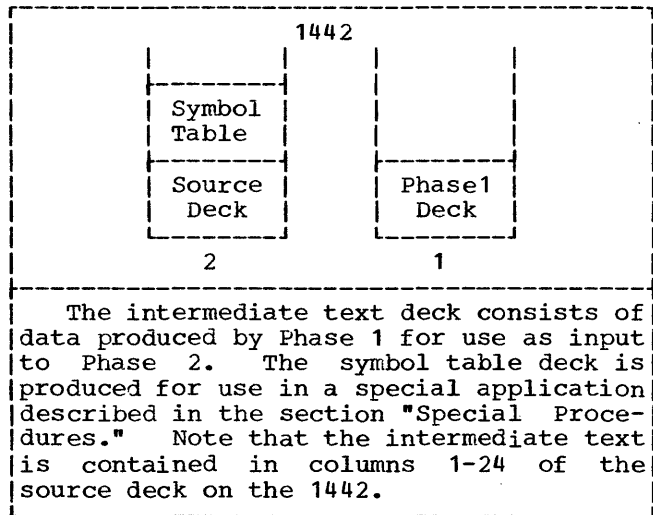 1442
Symbol
Table
Source
Deck
Phase1
Deck
2
1
The intermediate text deck consists of
data produced by Phase 1 for use as input
to Phase 2. The symbol table deck is
produced for use in a special application
described in the section "Special Proce-
dures." Note that the intermediate text
is contained in columns 1-24 of the
source deck on the 1442.